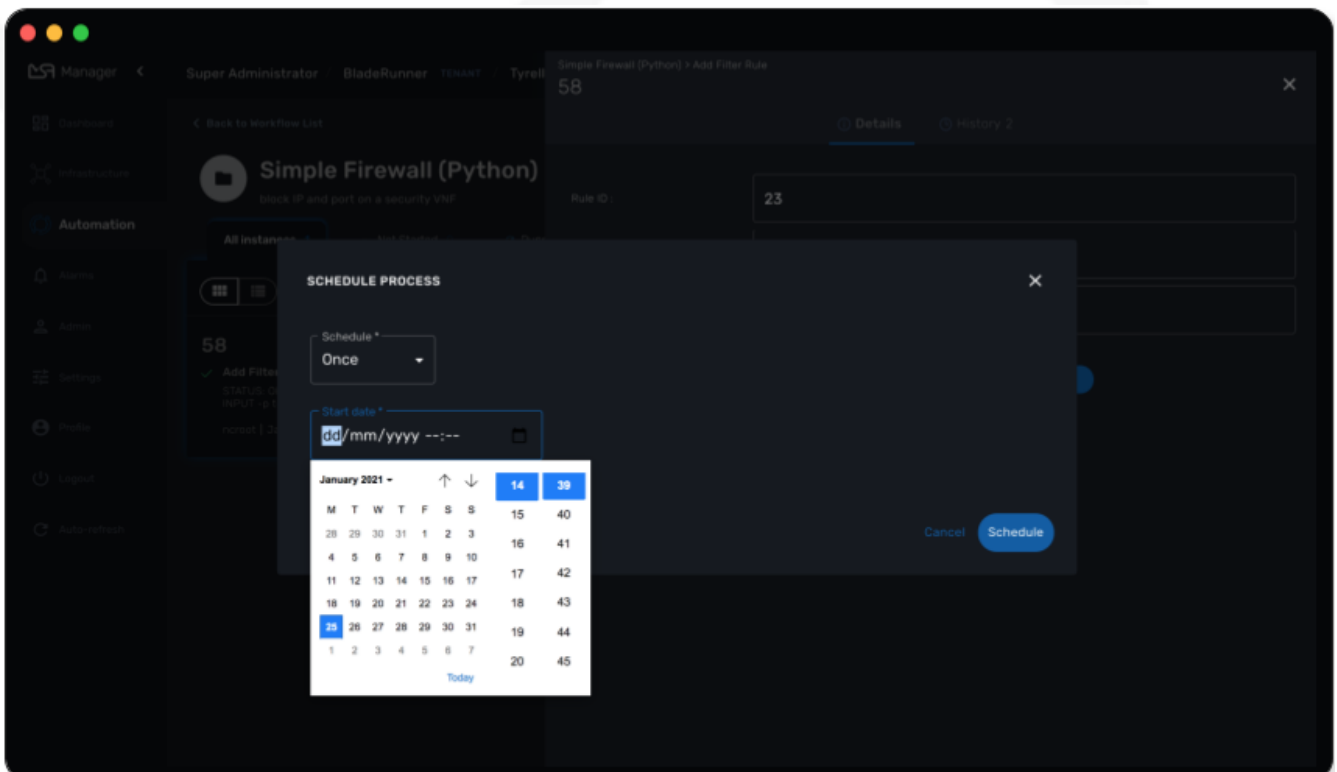 Manager
Super Administrator / BladeRunner TENANT / Tyrell
Dashboard
Infrastructure
Automation
Alarms
Admin
Settings
Profile
Logout
Auto-refresh
Back to Workflow List
Simple Firewall (Python)
block IP and port on a security VNF
All instances
58
Add Filter
STATUS:
INPUT -p
Simple Firewall (Python) > Add Filter Rule
58
Details
History 2
Rule ID :
23
SCHEDULE PROCESS
Schedule *
Once
Start date *
dd/mm/yyyy --:--
January 2021
M T W T F S S
28 29 30 31 1 2 3
4 5 6 7 8 9 10
11 12 13 14 15 16 17
18 19 20 21 22 23 24
25 26 27 28 29 30 31
1 2 3 4 5 6 7
Today
14 39
15 40
16 41
17 42
18 43
19 44
20 45
Cancel
Schedule